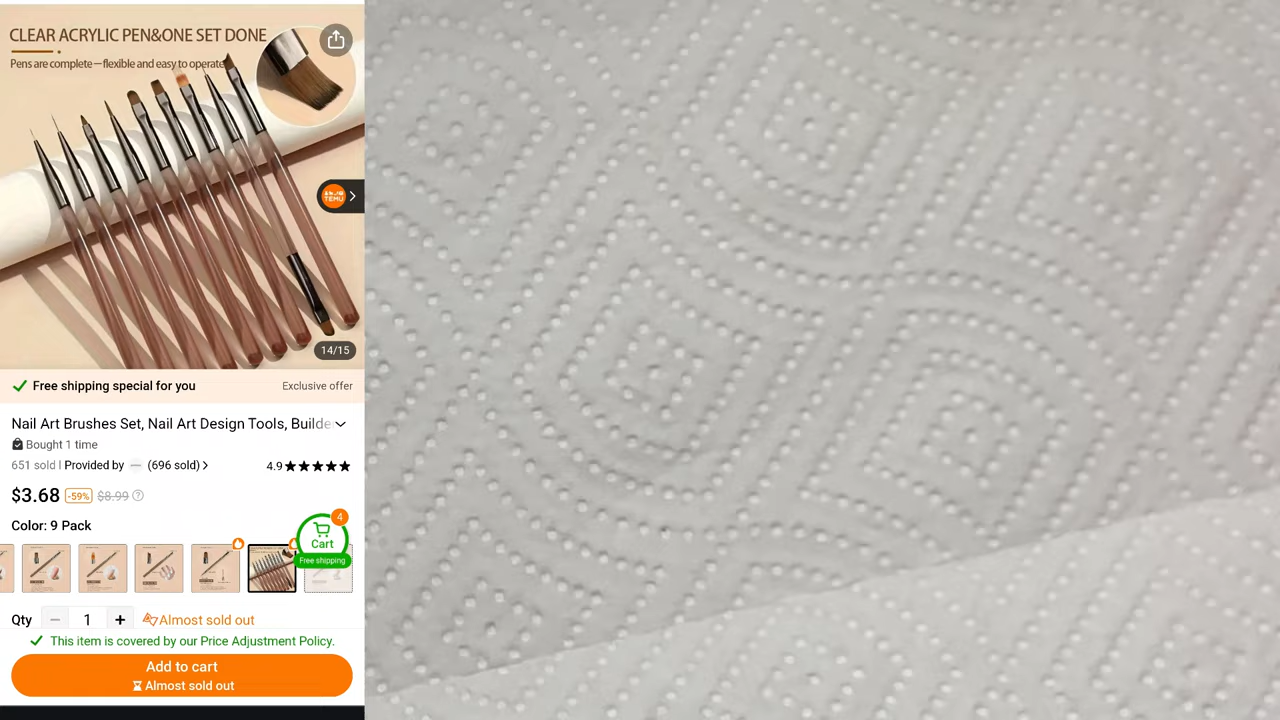 CLEAR ACRYLIC PEN&ONE SET DONE
Pens are complete—flexible and easy to operate
TEMU
14/15
Free shipping special for you
Exclusive offer
Nail Art Brushes Set, Nail Art Design Tools, Builde
Bought 1 time
651 sold | Provided by
(696 sold)
4.9
$3.68 -59% $8.99
Color: 9 Pack
4
Cart
Free shipping
Qty
1
Almost sold out
This item is covered by our Price Adjustment Policy.
Add to cart
Almost sold out